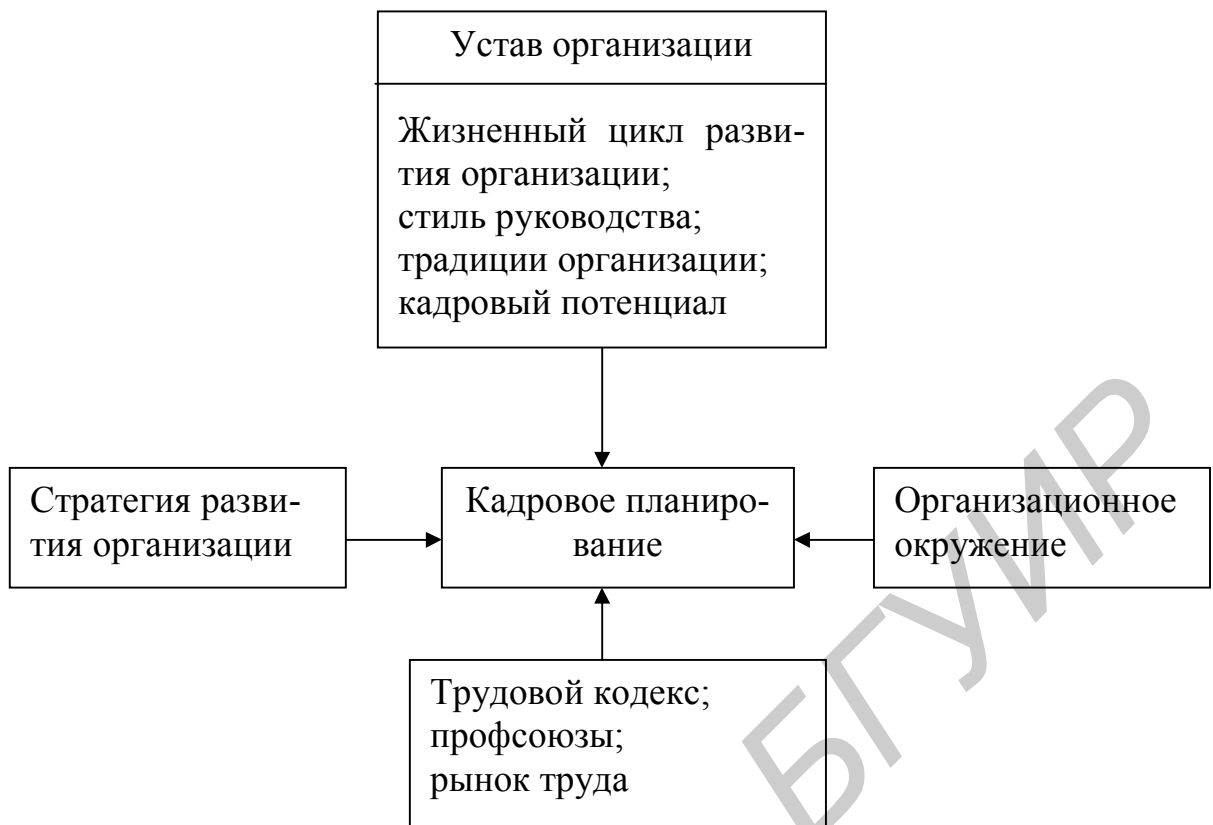 Устав организации
Жизненный цикл разви-
тия организации;
стиль руководства;
традиции организации;
кадровый потенциал
Стратегия разви-
тия организации
Кадровое планиро-
вание
Организационное
окружение
Трудовой кодекс;
профсоюзы;
рынок труда
БГУИР